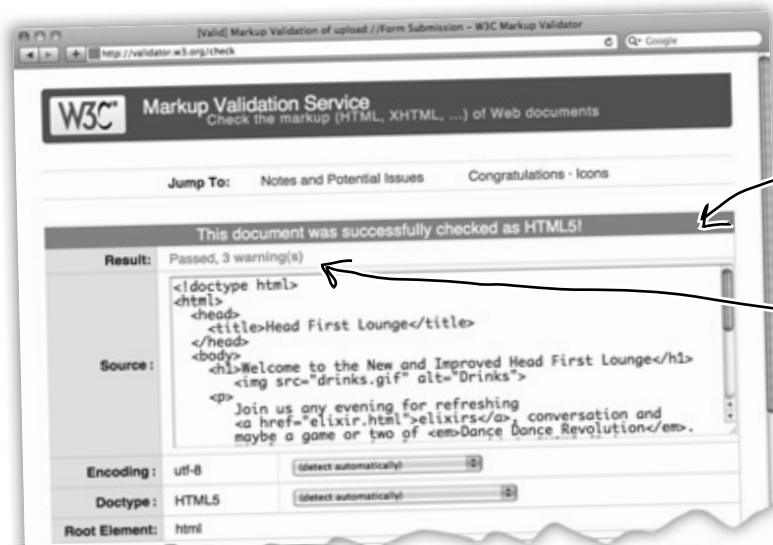 [Valid] Markup Validation of upload //Form Submission – W3C Markup Validator
http://validator.w3.org/check
Q▾ Google
W3C® Markup Validation Service
Check the markup (HTML, XHTML, ...) of Web documents
Jump To: Notes and Potential Issues Congratulations · Icons
This document was successfully checked as HTML5!
Result: Passed, 3 warning(s)
Source :
<!doctype html>
<html>
<head>
<title>Head First Lounge</title>
</head>
<body>
<h1>Welcome to the New and Improved Head First Lounge</h1>
<img src="drinks.gif" alt="Drinks">
<p>
Join us any evening for refreshing
<a href="elixir.html">elixirs</a>, conversation and
maybe a game or two of <em>Dance Dance Revolution</em>.
Encoding : utf-8 (detect automatically)
Doctype : HTML5 (detect automatically)
Root Element: html